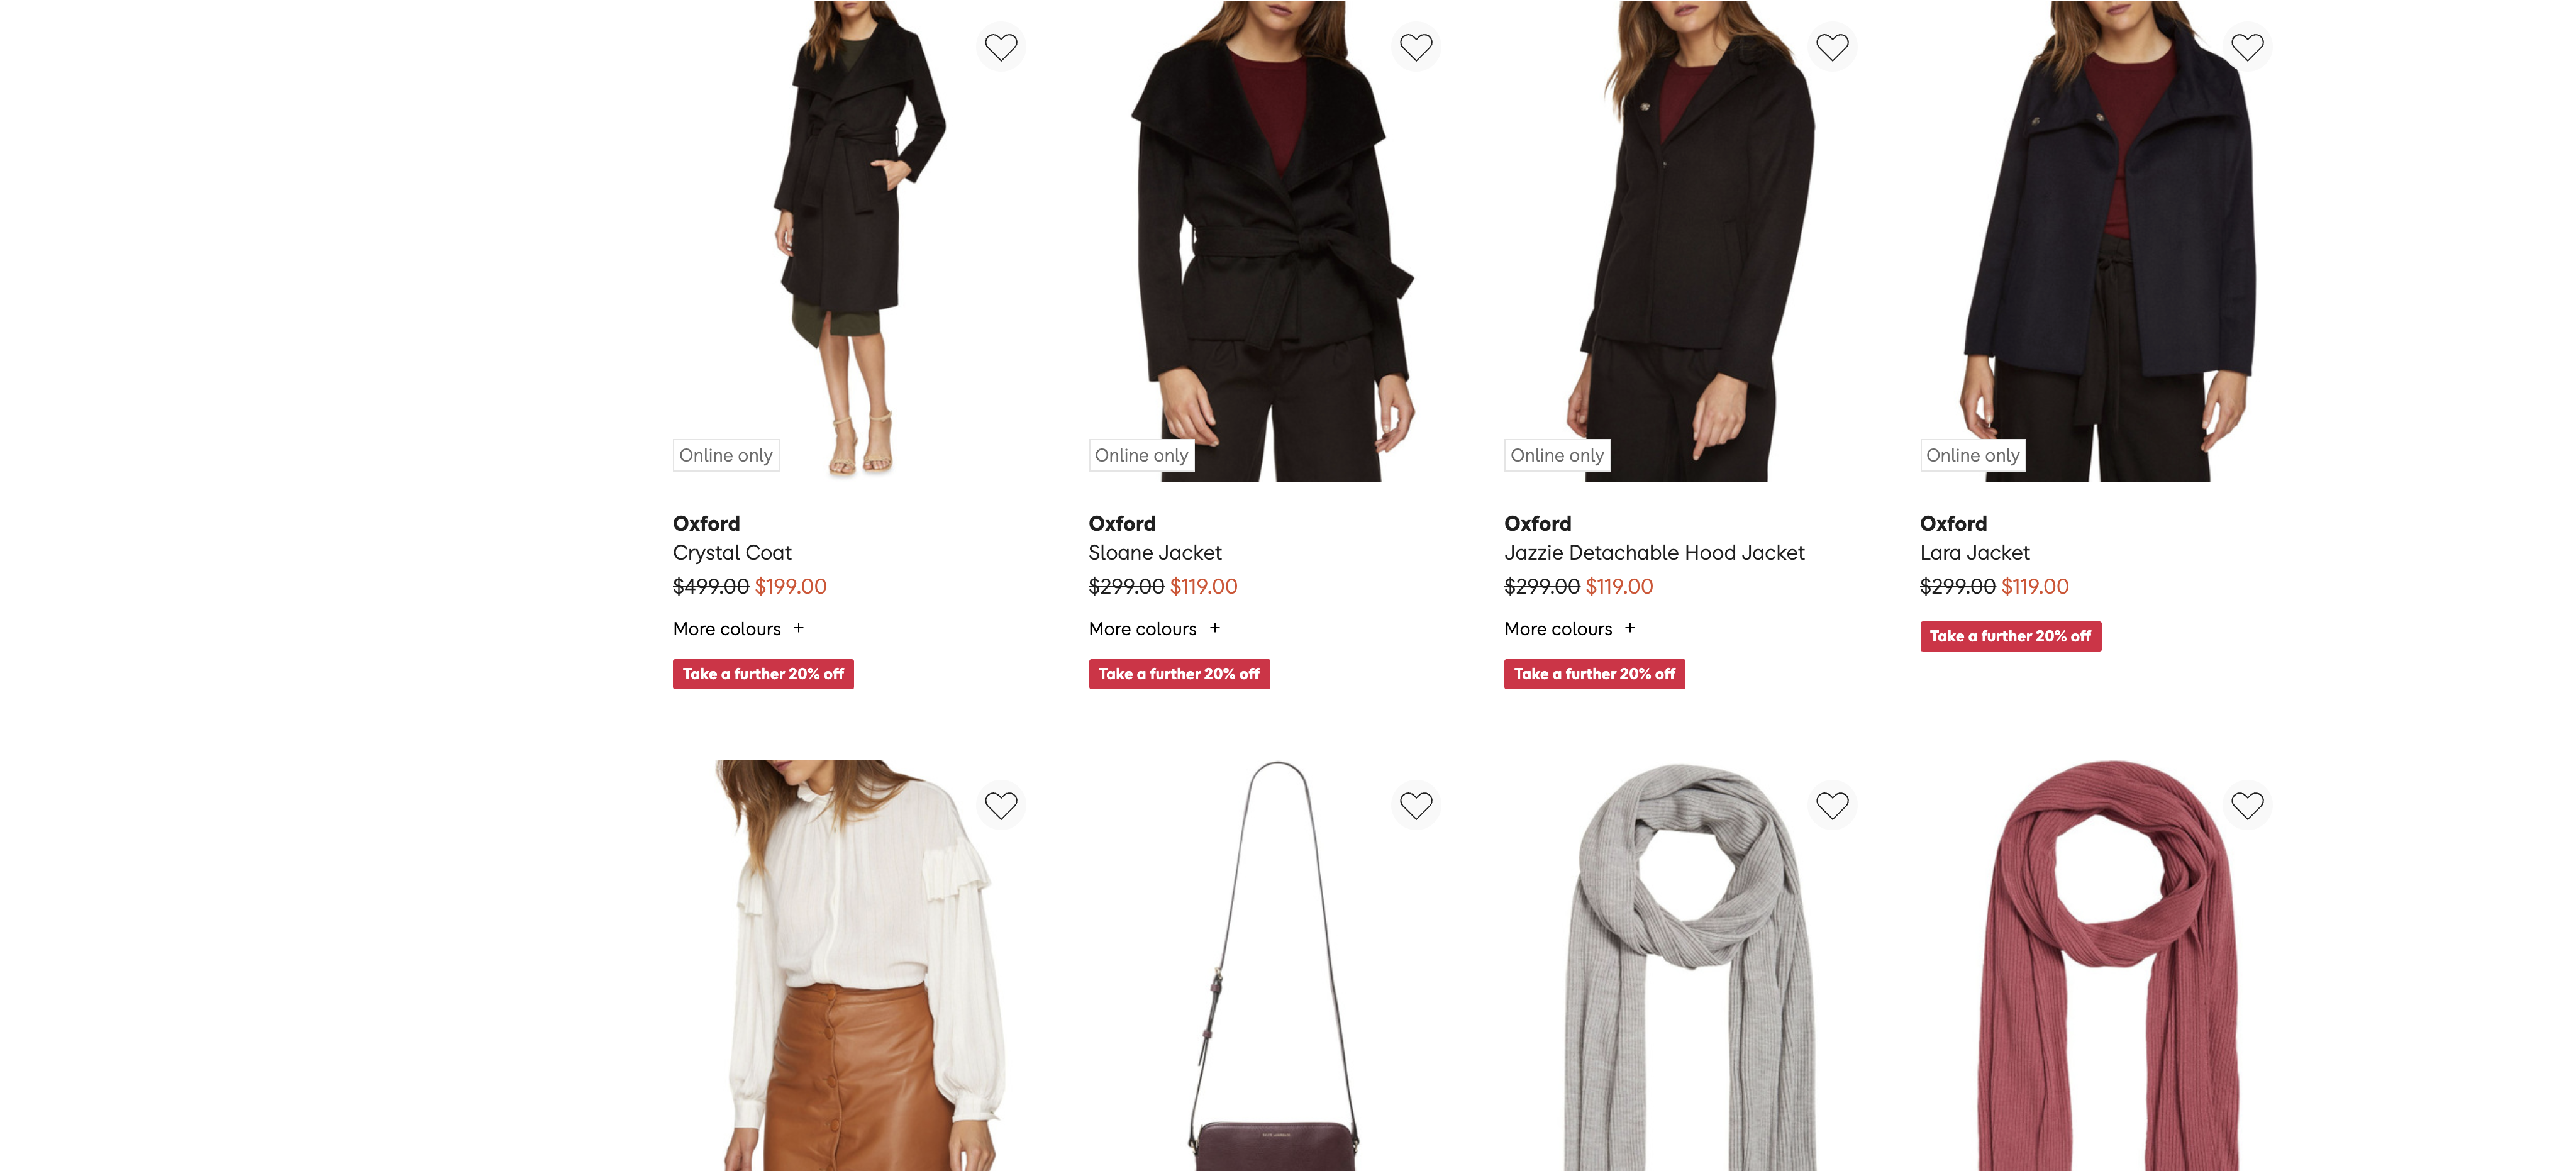 Online only
Oxford
Crystal Coat
$499.00 $199.00
More colours +
Take a further 20% off
Online only
Oxford
Sloane Jacket
$299.00 $119.00
More colours +
Take a further 20% off
Online only
Oxford
Jazzie Detachable Hood Jacket
$299.00 $119.00
More colours +
Take a further 20% off
Online only
Oxford
Lara Jacket
$299.00 $119.00
Take a further 20% off